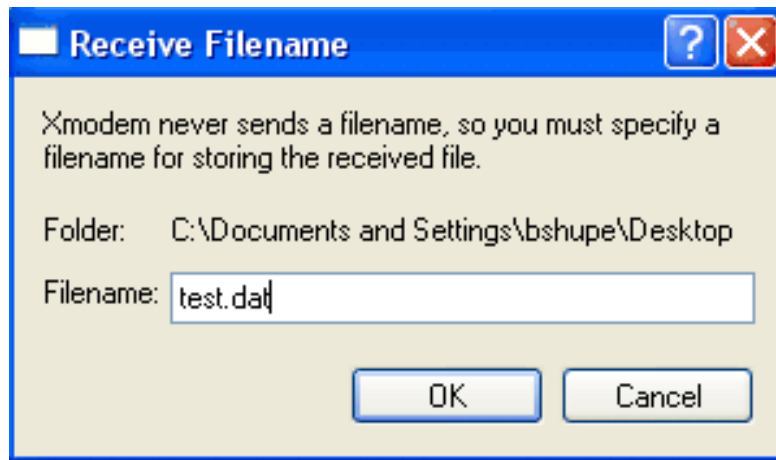 Receive Filename
Xmodem never sends a filename, so you must specify a
filename for storing the received file.
Folder: C:\Documents and Settings\bshupe\Desktop
Filename: test.dat
OK Cancel